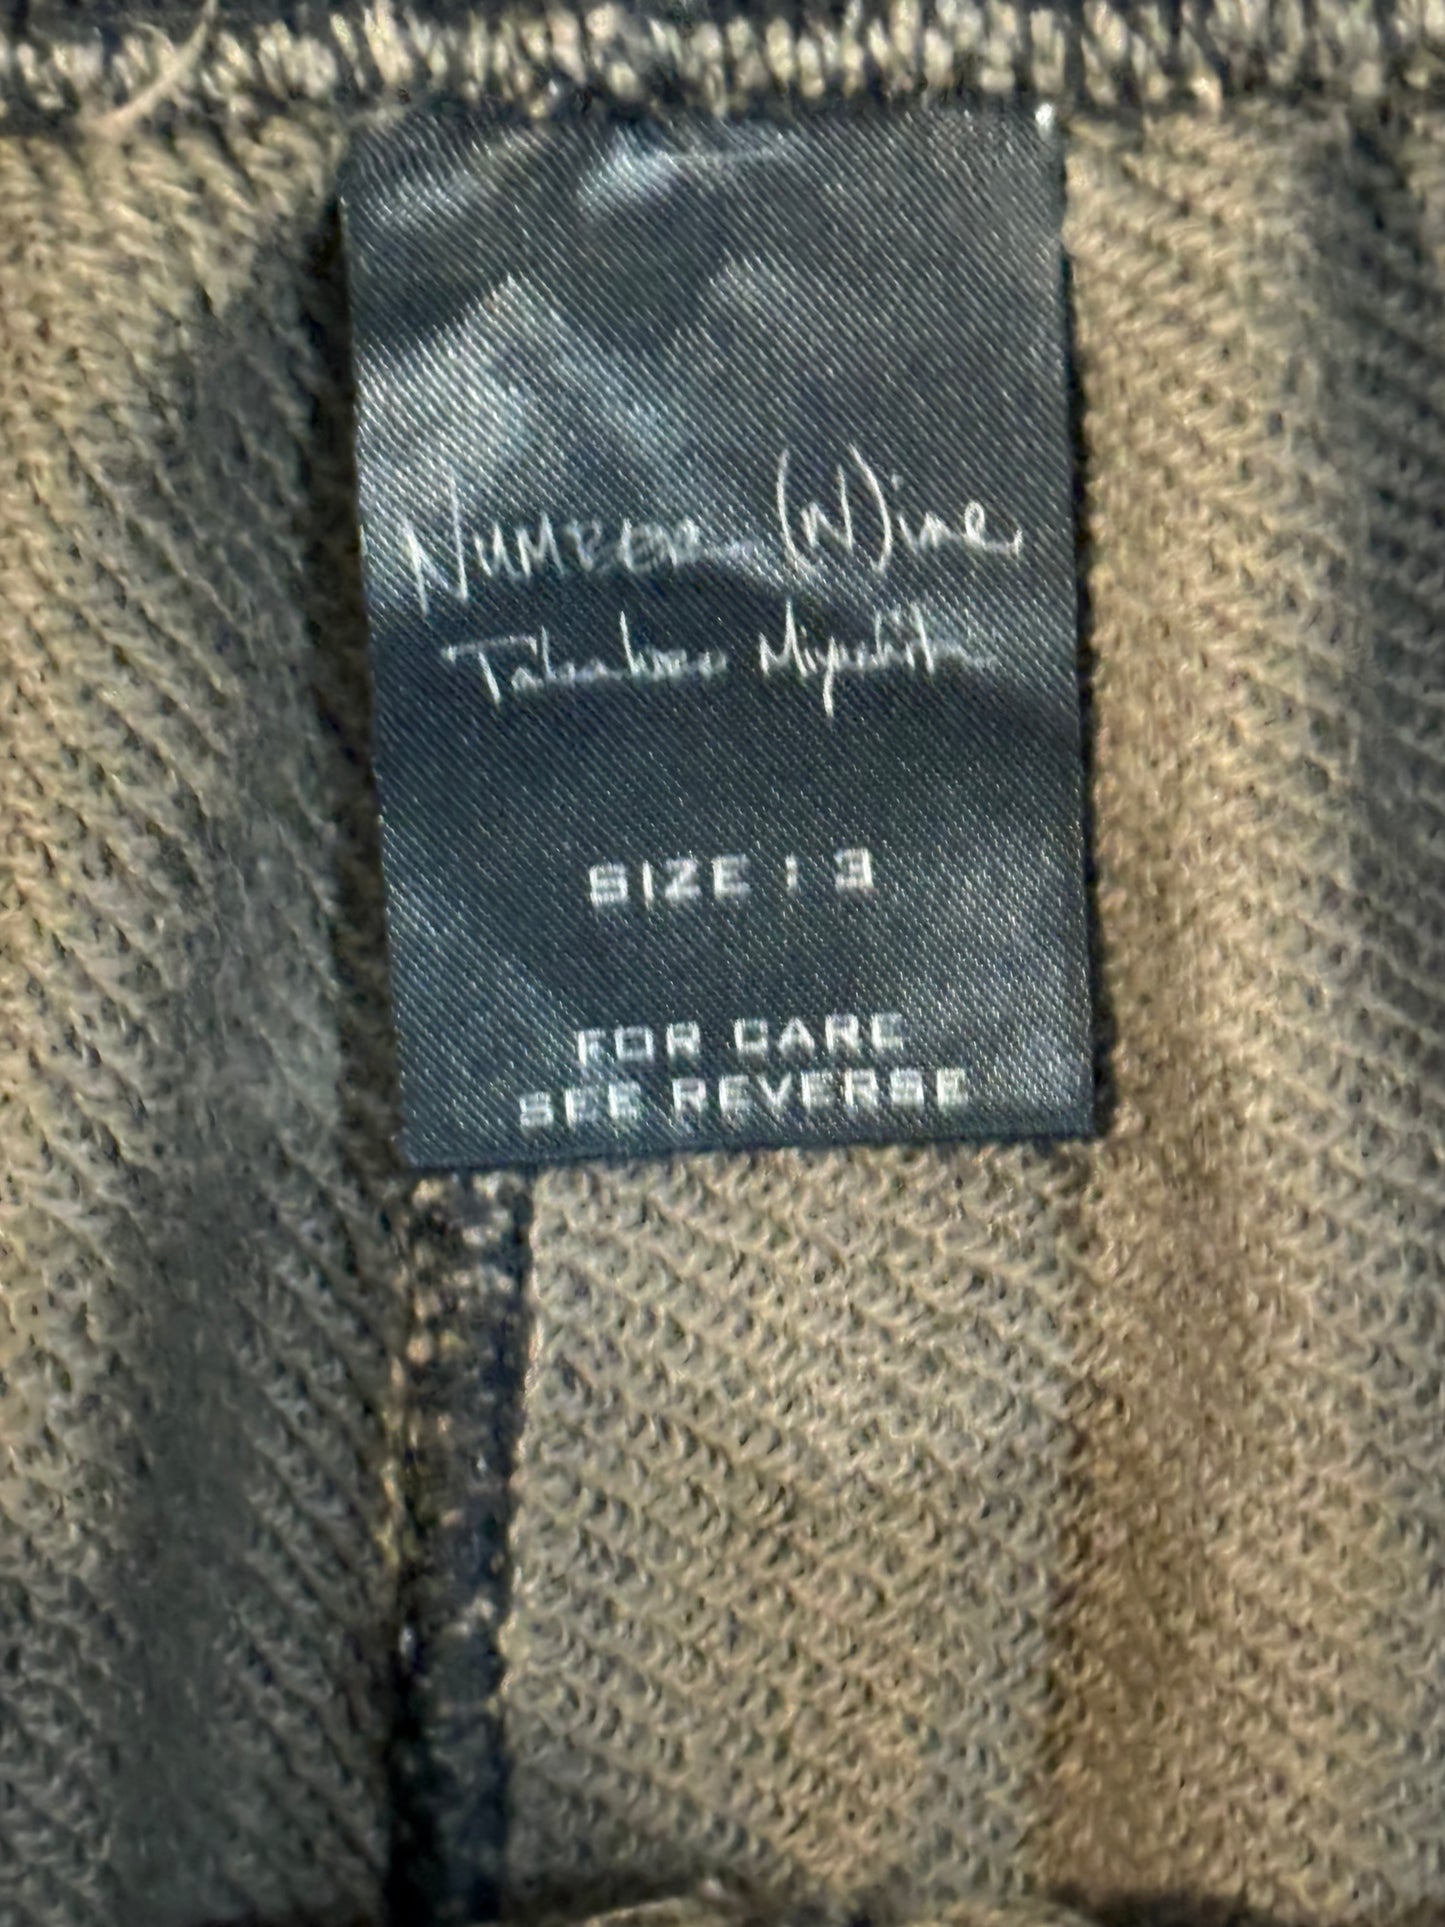 Number (N)ine
Takahiro Miyashita
SIZE : 3
FOR CARE
SEE REVERSE